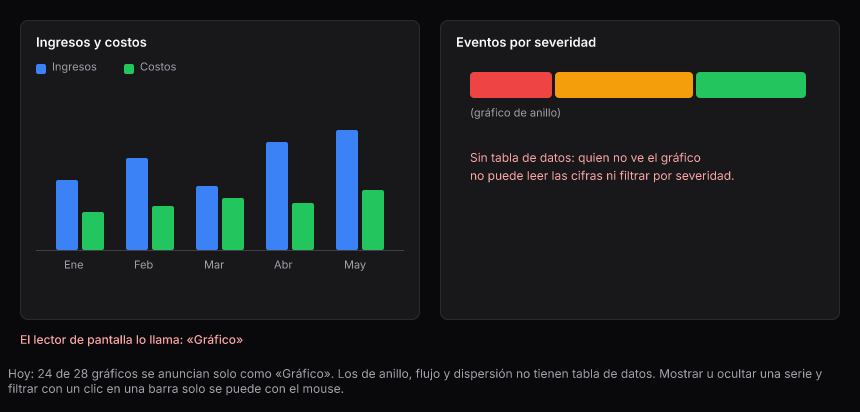 Ingresos y costos
Ingresos
Costos
Ene
Feb
Mar
Abr
May
Eventos por severidad
(gráfico de anillo)
Sin tabla de datos: quien no ve el gráfico
no puede leer las cifras ni filtrar por severidad.
El lector de pantalla lo llama: «Gráfico»
Hoy: 24 de 28 gráficos se anuncian solo como «Gráfico». Los de anillo, flujo y dispersión no tienen tabla de datos. Mostrar u ocultar una serie y
filtrar con un clic en una barra solo se puede con el mouse.